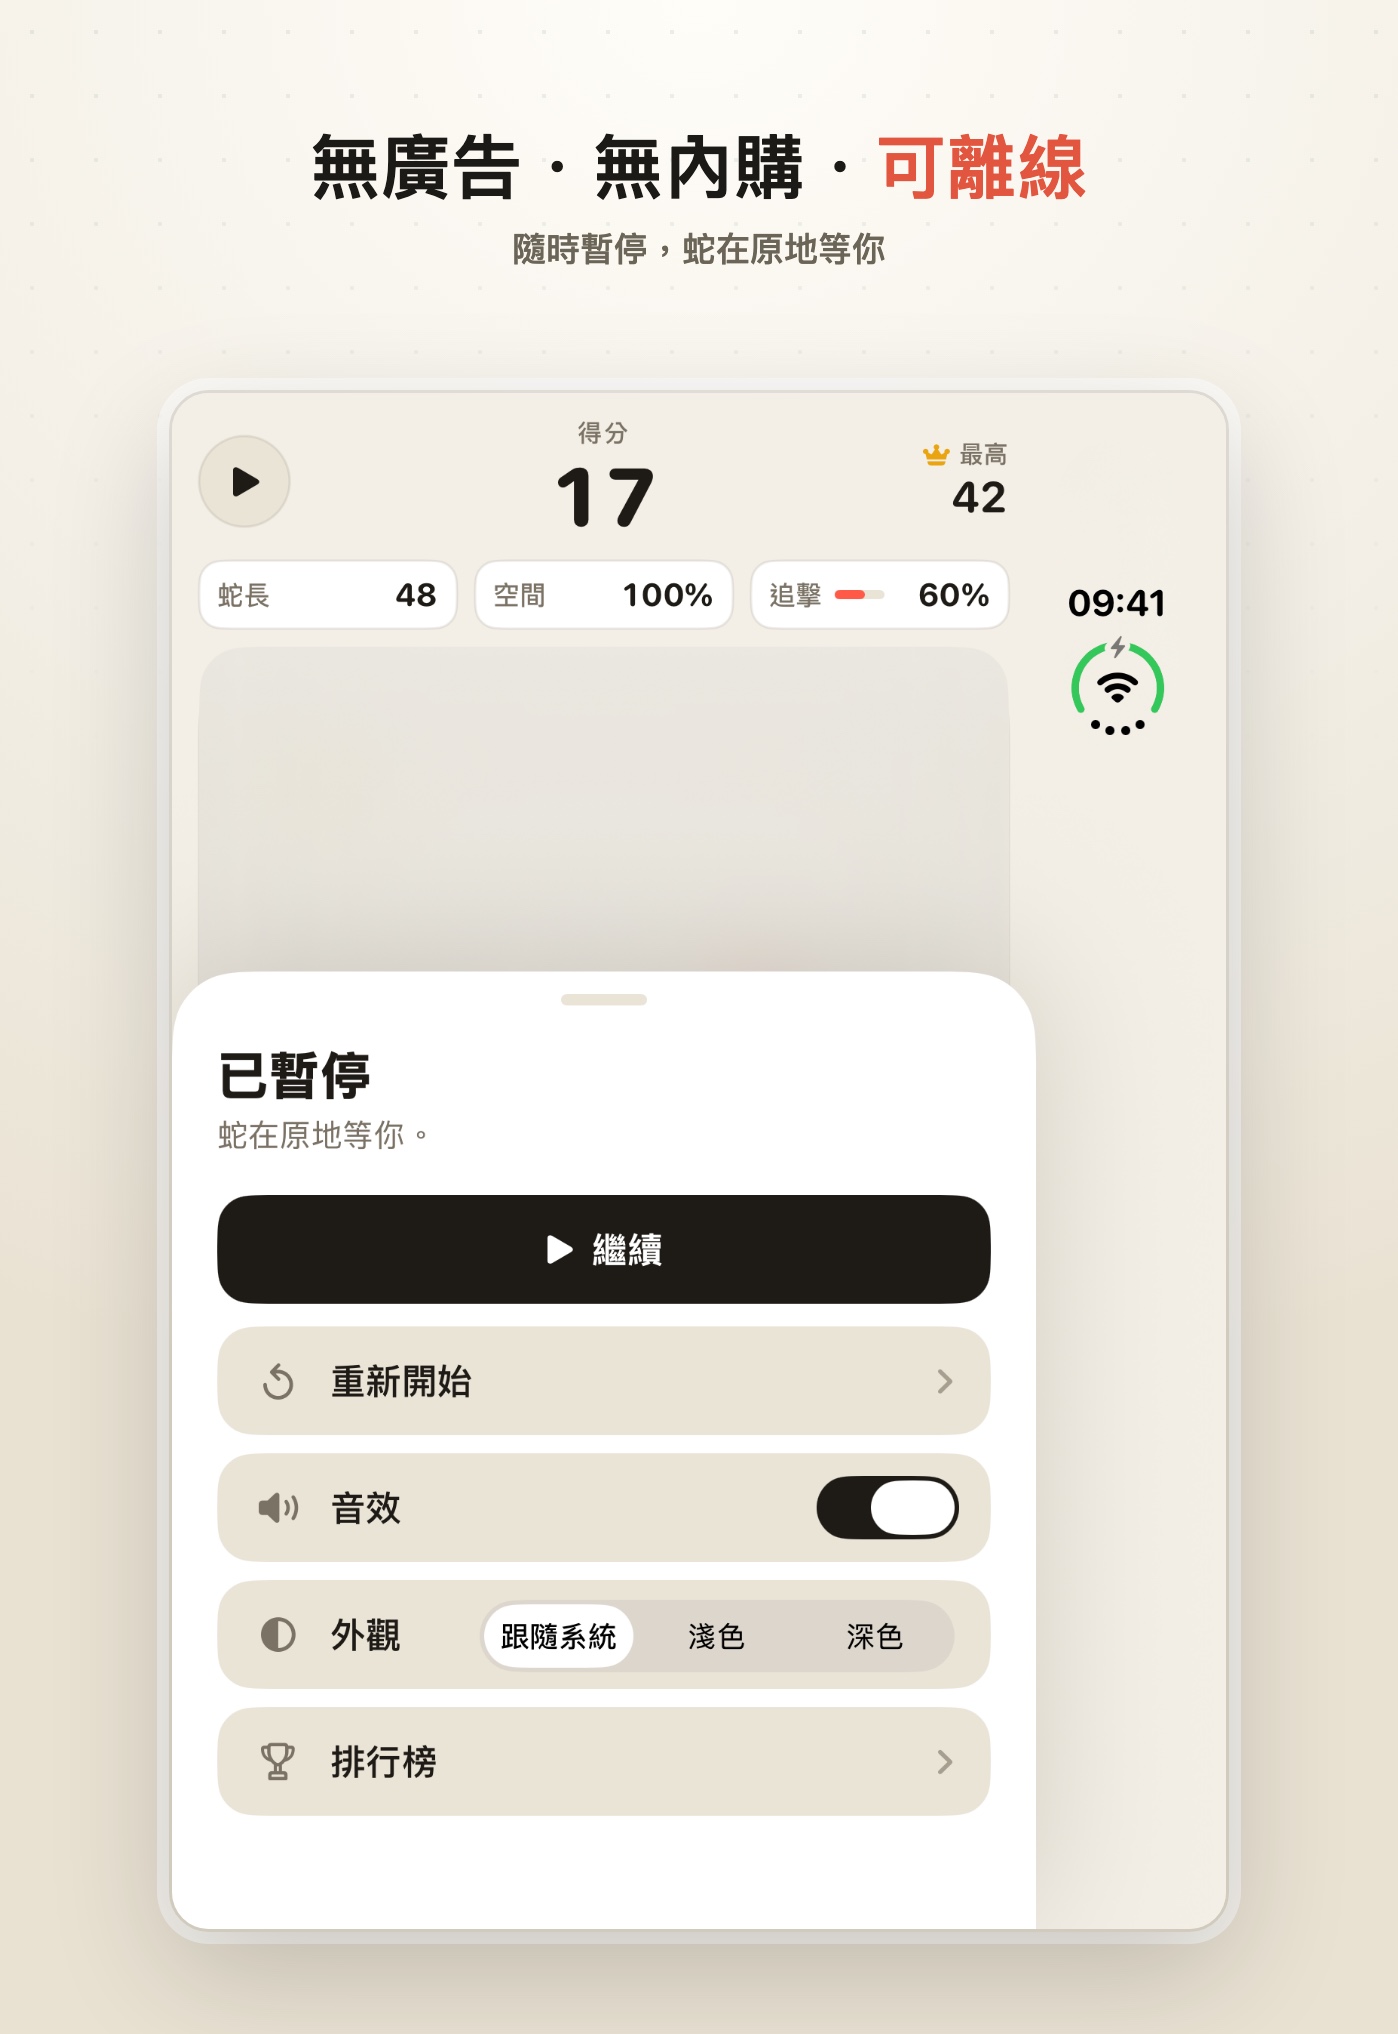 無廣告 · 無內購 · 可離線
隨時暫停，蛇在原地等你
得分
17
最高
42
蛇長 48
空間 100%
追擊 60%
09:41
已暫停
蛇在原地等你。
繼續
重新開始
音效
外觀 跟隨系統 淺色 深色
排行榜